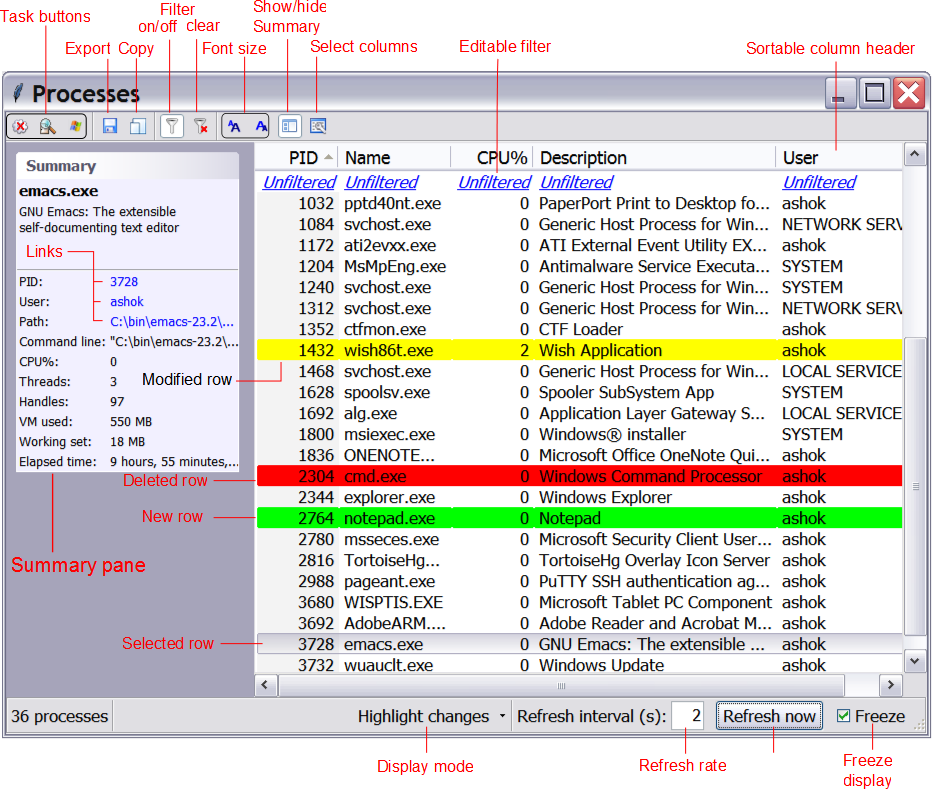 Task buttons
Filter
on/off clear
Show/hide
Summary
Export Copy
Font size
Select columns
Editable filter
Sortable column header
Processes
Summary
emacs.exe
GNU Emacs: The extensible
self-documenting text editor
Links
PID: 3728
User: ashok
Path: C:\bin\emacs-23.2\...
Command line: "C:\bin\emacs-23.2\...
CPU%: 0
Threads: 3
Handles: 97
VM used: 550 MB
Working set: 18 MB
Elapsed time: 9 hours, 55 minutes,...
Modified row
Deleted row
New row
Summary pane
Selected row
PID Name CPU% Description User
Unfiltered Unfiltered Unfiltered Unfiltered Unfiltered
1032 pptd40nt.exe 0 PaperPort Print to Desktop fo... ashok
1084 svchost.exe 0 Generic Host Process for Win... NETWORK SERV
1172 ati2evxx.exe 0 ATI External Event Utility EX... ashok
1204 MsMpEng.exe 0 Antimalware Service Executa... SYSTEM
1240 svchost.exe 0 Generic Host Process for Win... SYSTEM
1312 svchost.exe 0 Generic Host Process for Win... NETWORK SERV
1352 ctfmon.exe 0 CTF Loader ashok
1432 wish86t.exe 2 Wish Application ashok
1468 svchost.exe 0 Generic Host Process for Win... LOCAL SERVICE
1628 spoolsv.exe 0 Spooler SubSystem App SYSTEM
1692 alg.exe 0 Application Layer Gateway S... LOCAL SERVICE
1800 msiexec.exe 0 Windows® installer SYSTEM
1836 ONENOTE... 0 Microsoft Office OneNote Qui... ashok
2304 cmd.exe 0 Windows Command Processor ashok
2344 explorer.exe 0 Windows Explorer ashok
2764 notepad.exe 0 Notepad ashok
2780 msseces.exe 0 Microsoft Security Client User... ashok
2816 TortoiseHg... 0 TortoiseHg Overlay Icon Server ashok
2988 pageant.exe 0 PuTTY SSH authentication ag... ashok
3680 WISPTIS.EXE 0 Microsoft Tablet PC Component ashok
3692 AdobeARM.... 0 Adobe Reader and Acrobat M... ashok
3728 emacs.exe 0 GNU Emacs: The extensible ... ashok
3732 wuauclt.exe 0 Windows Update ashok
36 processes
Highlight changes
Refresh interval (s): 2
Refresh now
Freeze
Display mode
Refresh rate
Freeze
display